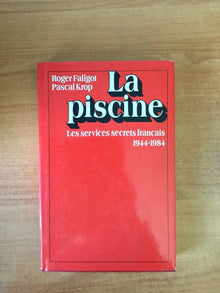 Roger Faligot
Pascal Krop
La
piscine
Les services secrets français
1944-1984